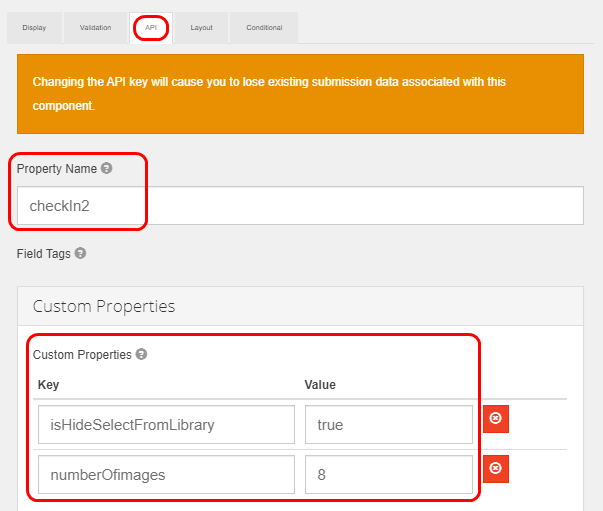 Display Validation API Layout Conditional
Changing the API key will cause you to lose existing submission data associated with this
component.
Property Name
checkIn2
Field Tags
Custom Properties
Custom Properties
Key Value
isHideSelectFromLibrary true
numberOfimages 8